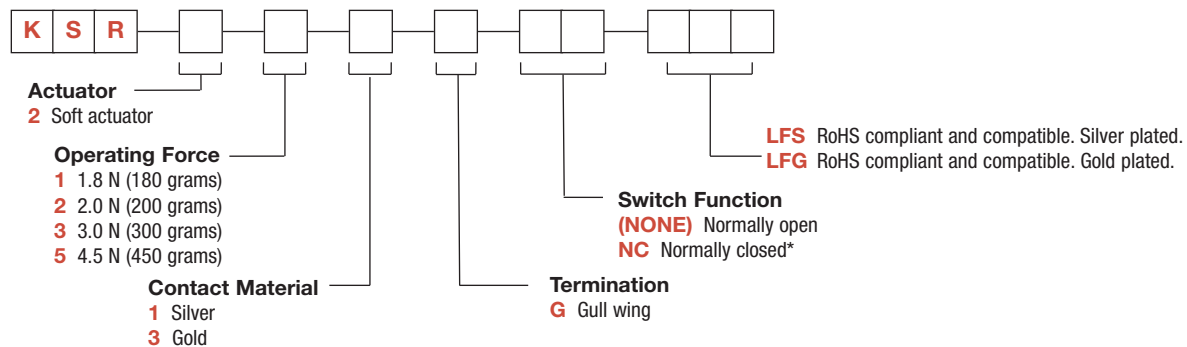 K S R
Actuator
2 Soft actuator
Operating Force
1 1.8 N (180 grams)
2 2.0 N (200 grams)
3 3.0 N (300 grams)
5 4.5 N (450 grams)
Contact Material
1 Silver
3 Gold
Termination
G Gull wing
Switch Function
(NONE) Normally open
NC Normally closed*
LFS RoHS compliant and compatible. Silver plated.
LFG RoHS compliant and compatible. Gold plated.